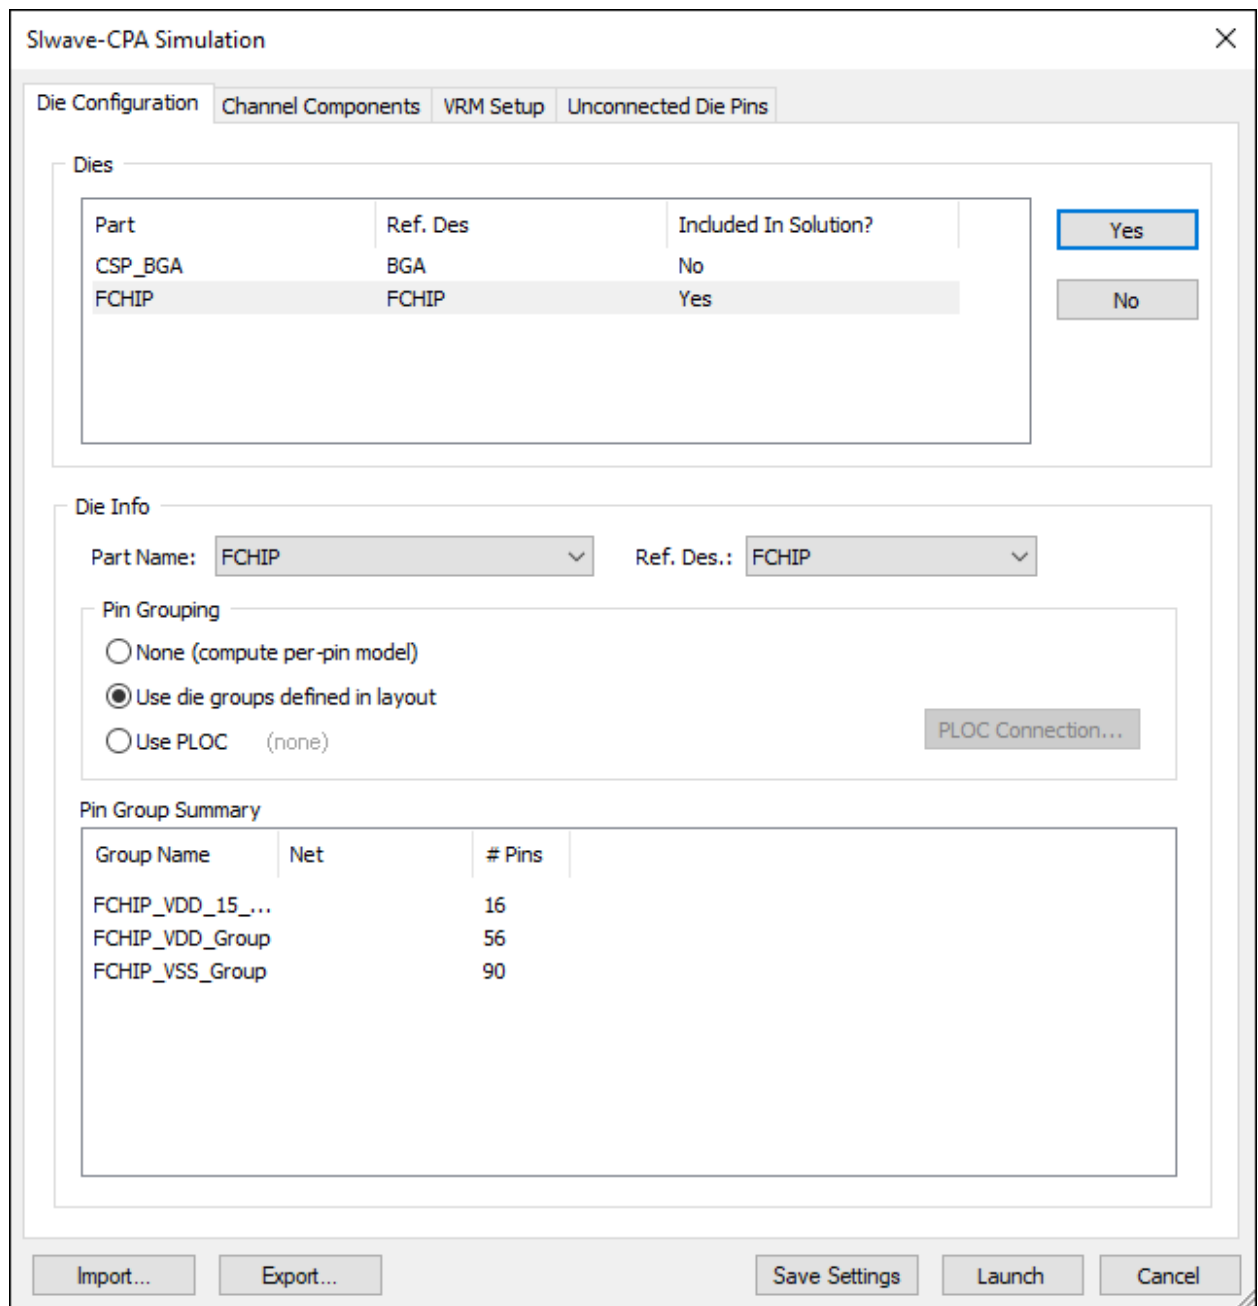 SIwave-CPA Simulation
Die Configuration Channel Components VRM Setup Unconnected Die Pins
Dies
Part Ref. Des Included In Solution?
CSP_BGA BGA No
FCHIP FCHIP Yes
Yes
No
Die Info
Part Name: FCHIP Ref. Des.: FCHIP
Pin Grouping
None (compute per-pin model)
Use die groups defined in layout
Use PLOC (none) PLOC Connection...
Pin Group Summary
Group Name Net # Pins
FCHIP_VDD_15_... 16
FCHIP_VDD_Group 56
FCHIP_VSS_Group 90
Import... Export... Save Settings Launch Cancel